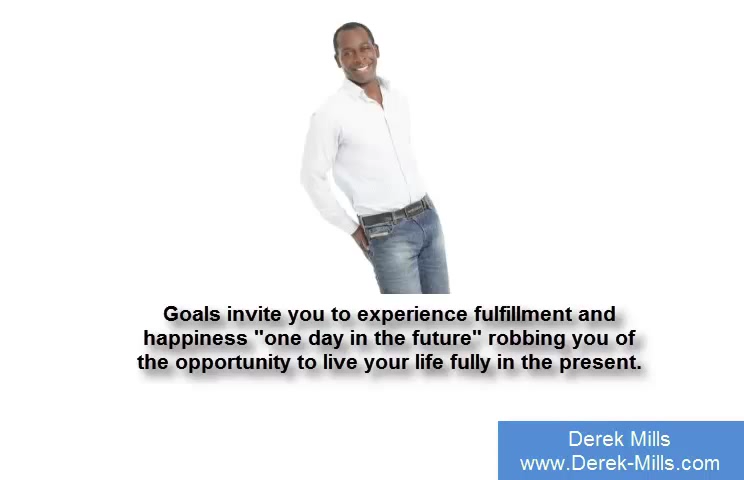 Goals invite you to experience fulfillment and
happiness "one day in the future" robbing you of
the opportunity to live your life fully in the present.
Derek Mills
www.Derek-Mills.com